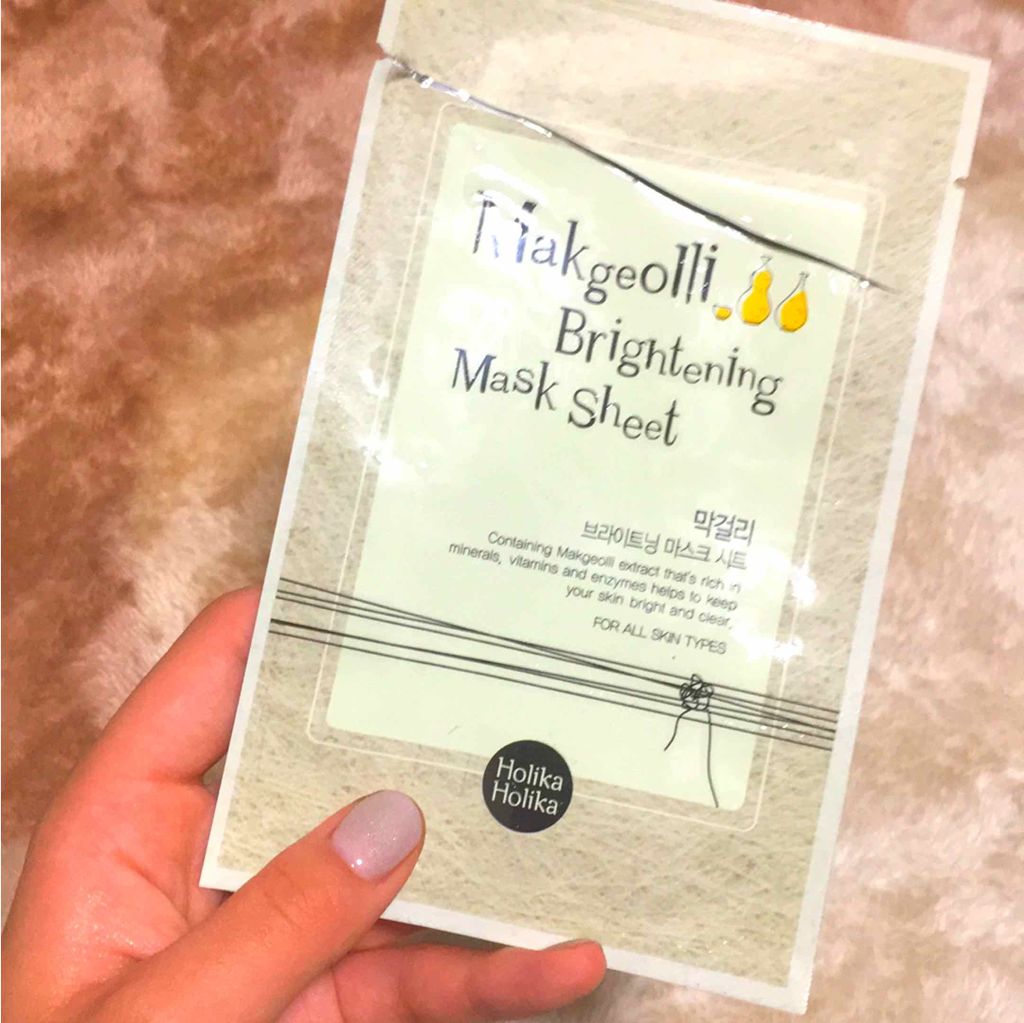 Makgeolli
Brightening
Mask Sheet
막걸리
브라이트닝 마스크 시트
Containing Makgeolli extract that's rich in
minerals, vitamins and enzymes helps to keep
your skin bright and clear.
FOR ALL SKIN TYPES
Holika
Holika